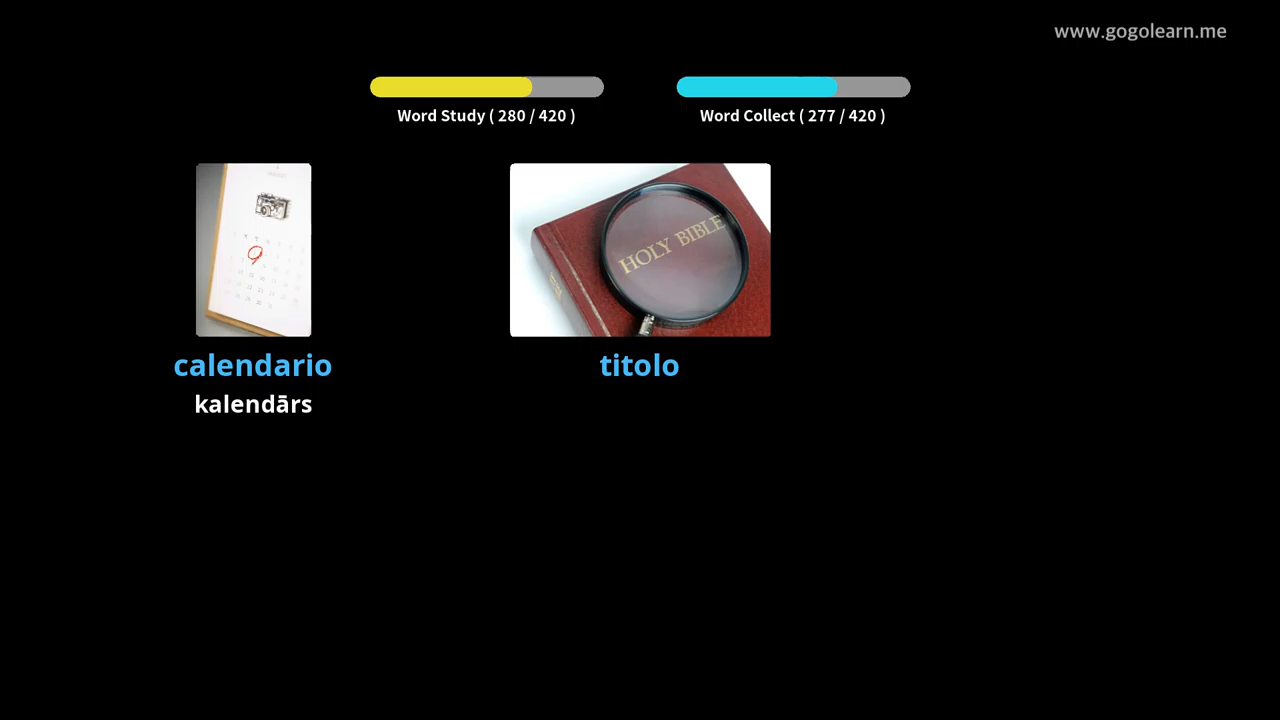 www.gogolearn.me
Word Study ( 280 / 420 )
Word Collect ( 277 / 420 )
HOLY BIBLE
calendario
titolo
kalendārs